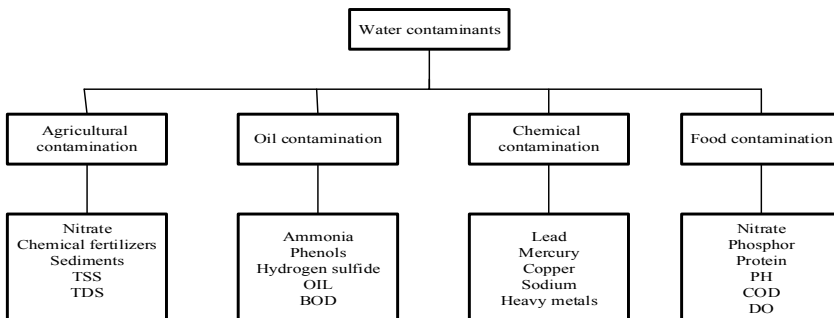 Water contaminants
Agricultural
contamination
Oil contamination
Chemical
contamination
Food contamination
Nitrate
Chemical fertilizers
Sediments
TSS
TDS
Ammonia
Phenols
Hydrogen sulfide
OIL
BOD
Lead
Mercury
Copper
Sodium
Heavy metals
Nitrate
Phosphor
Protein
PH
COD
DO